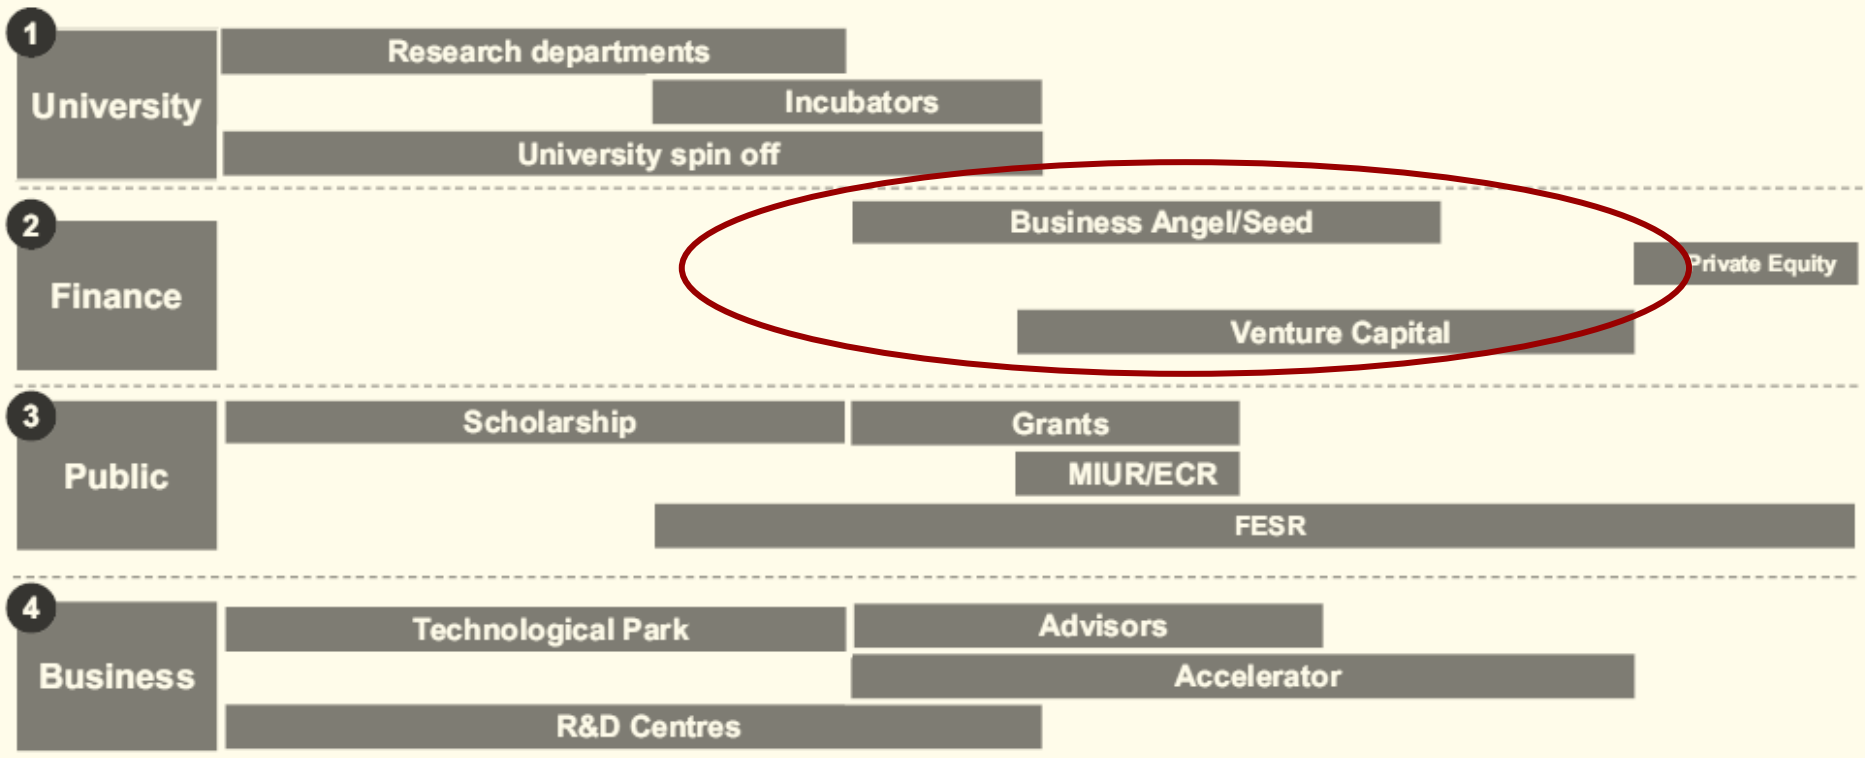 1
University
Research departments
Incubators
University spin off
2
Finance
Business Angel/Seed
Private Equity
Venture Capital
3
Public
Scholarship
Grants
MIUR/ECR
FESR
4
Business
Technological Park
Advisors
Accelerator
R&D Centres